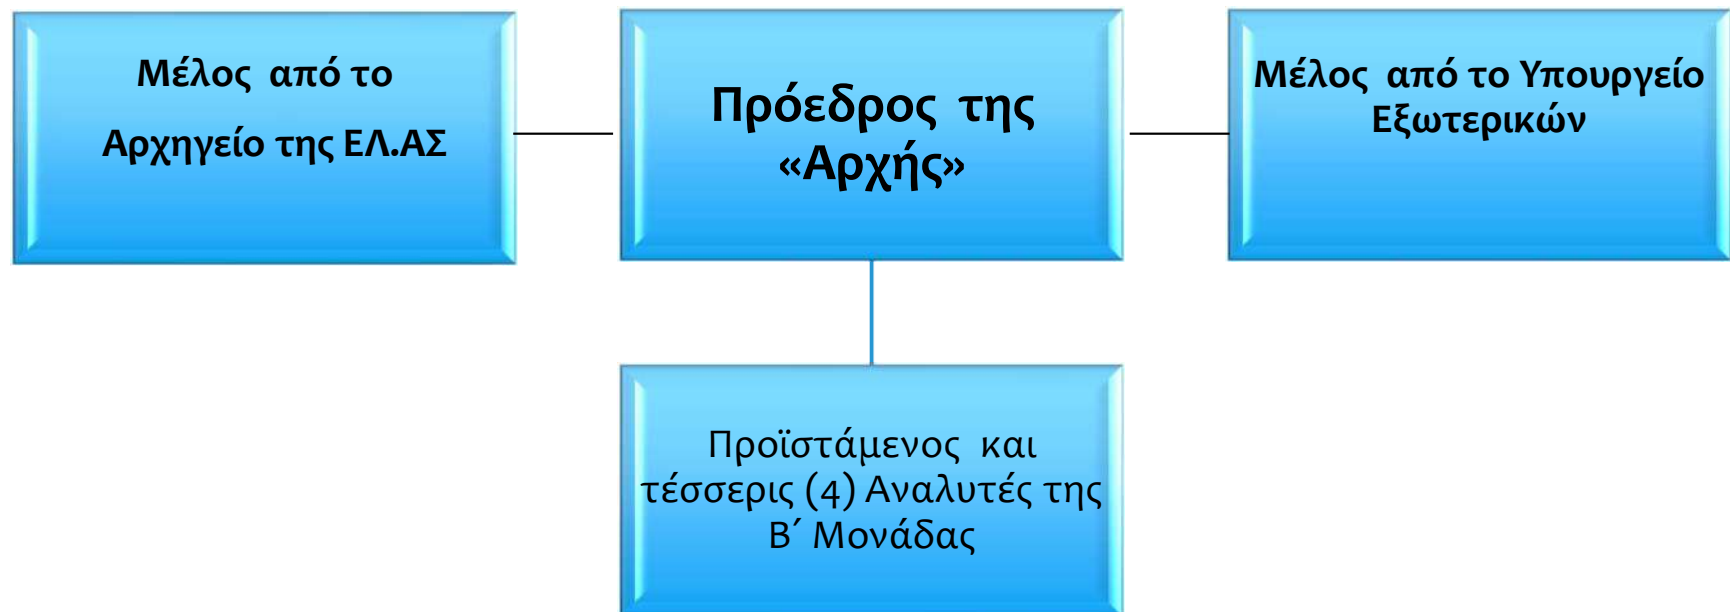 Μέλος από το
Αρχηγείο της ΕΛ.ΑΣ
Πρόεδρος της
«Αρχής»
Μέλος από το Υπουργείο
Εξωτερικών
Προϊστάμενος και
τέσσερις (4) Αναλυτές της
Β΄ Μονάδας